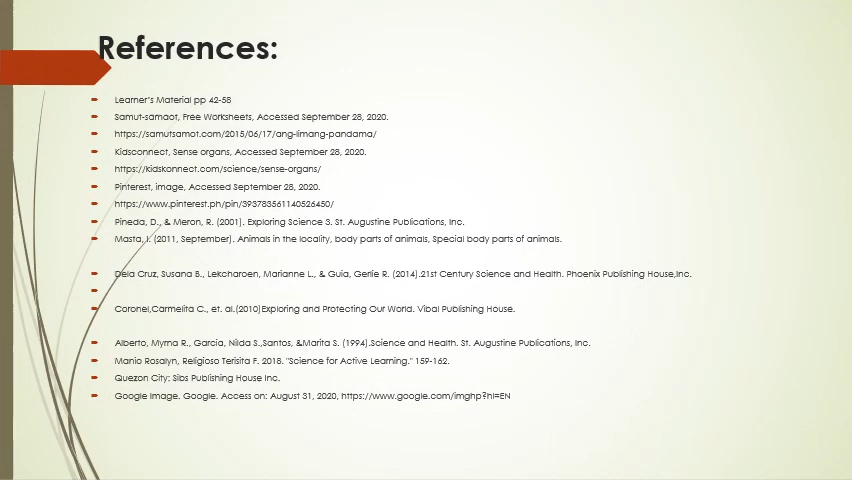 References:
Learner's Material pp 42-58
Samut-samaot, Free Worksheets, Accessed September 28, 2020.
https://samutsamot.com/2015/06/17/ang-limang-pandama/
Kidsconnect, Sense organs, Accessed September 28, 2020.
https://kidskonnect.com/science/sense-organs/
Pinterest, image, Accessed September 28, 2020.
https://www.pinterest.ph/pin/393783561140526450/
Pineda, D., & Meron, R. (2001). Exploring Science 3. St. Augustine Publications, Inc.
Masta, I. (2011, September). Animals in the locality, body parts of animals, Special body parts of animals.
Dela Cruz, Susana B., Lekcharoen, Marianne L., & Guia, Gerlie R. (2014).21st Century Science and Health. Phoenix Publishing House,Inc.
Coronel,Carmelita C., et. al.(2010)Exploring and Protecting Our World. Vibal Publishing House.
Alberto, Myrna R., Garcia, Nilda S.,Santos, &Marita S. (1994).Science and Health. St. Augustine Publications, Inc.
Manio Rosalyn, Religioso Terisita F. 2018. "Science for Active Learning." 159-162.
Quezon City: Sibs Publishing House Inc.
Google Image. Google. Access on: August 31, 2020, https://www.google.com/imghp?hl=EN